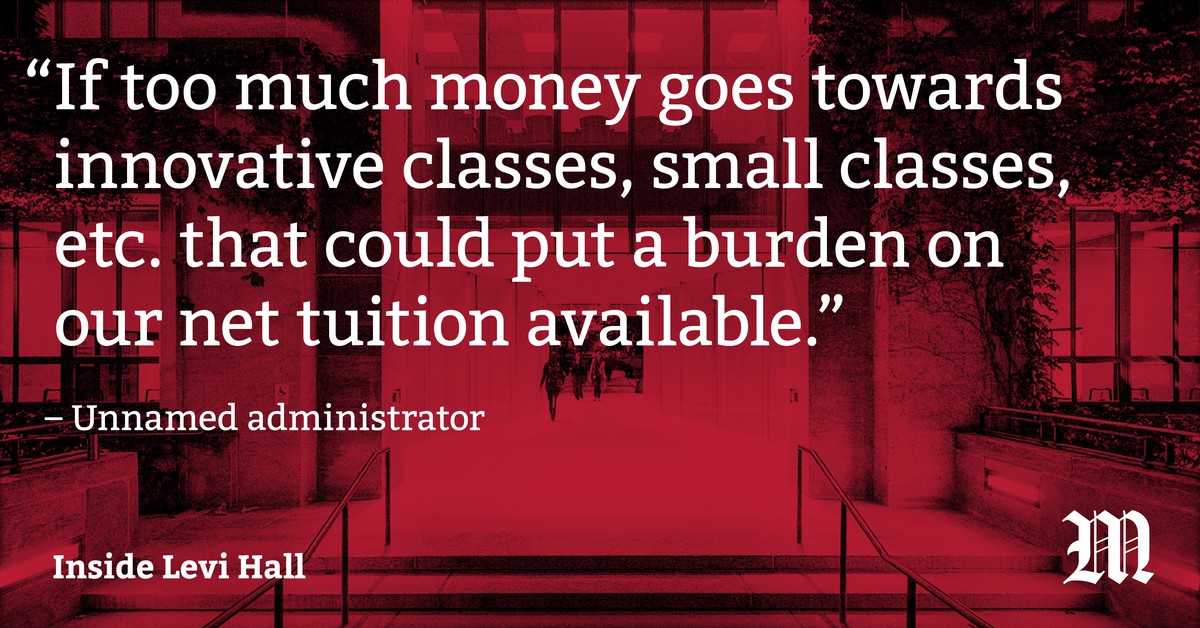 “If too much money goes towards
innovative classes, small classes,
etc. that could put a burden on
our net tuition available.”
– Unnamed administrator
Inside Levi Hall
M